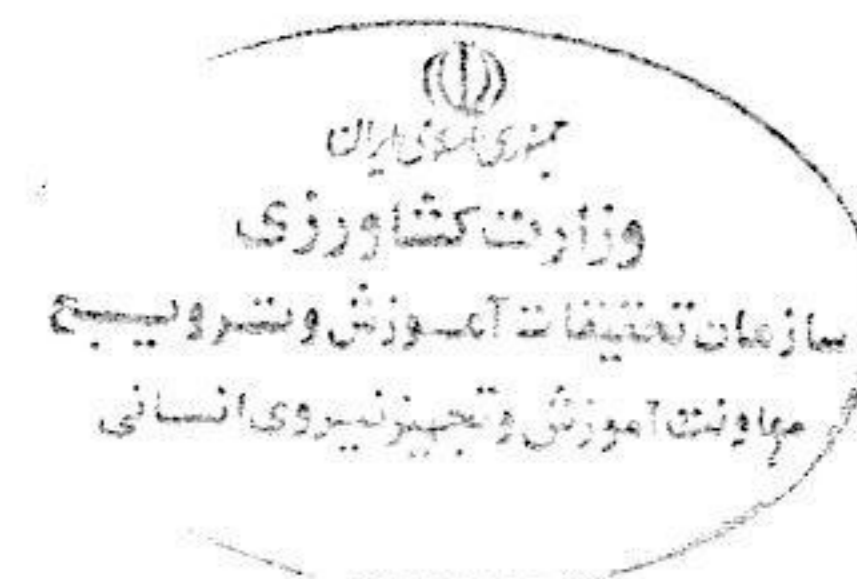 جمهوری اسلامی ایران
وزارت کشاورزی
سازمان تحقیقات آموزش و ترویج
معاونت آموزش و تجهیز نیروی انسانی